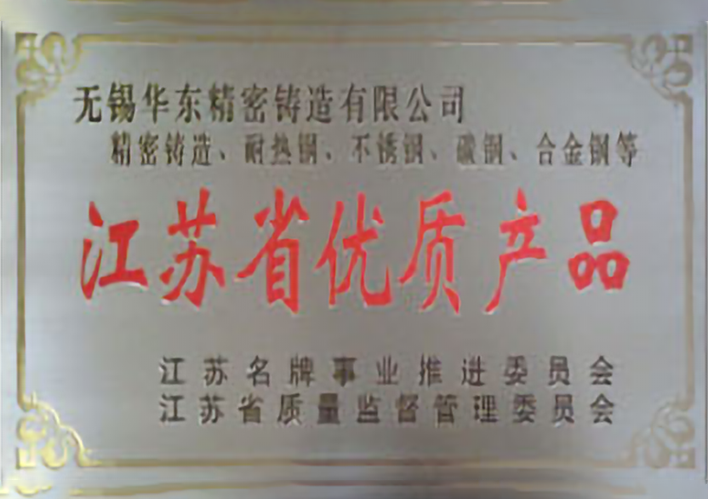 无锡华东精密铸造有限公司
精密铸造、耐热钢、不锈钢、碳钢、合金钢等
江苏省优质产品
江苏名牌事业推进委员会
江苏省质量监督管理委员会